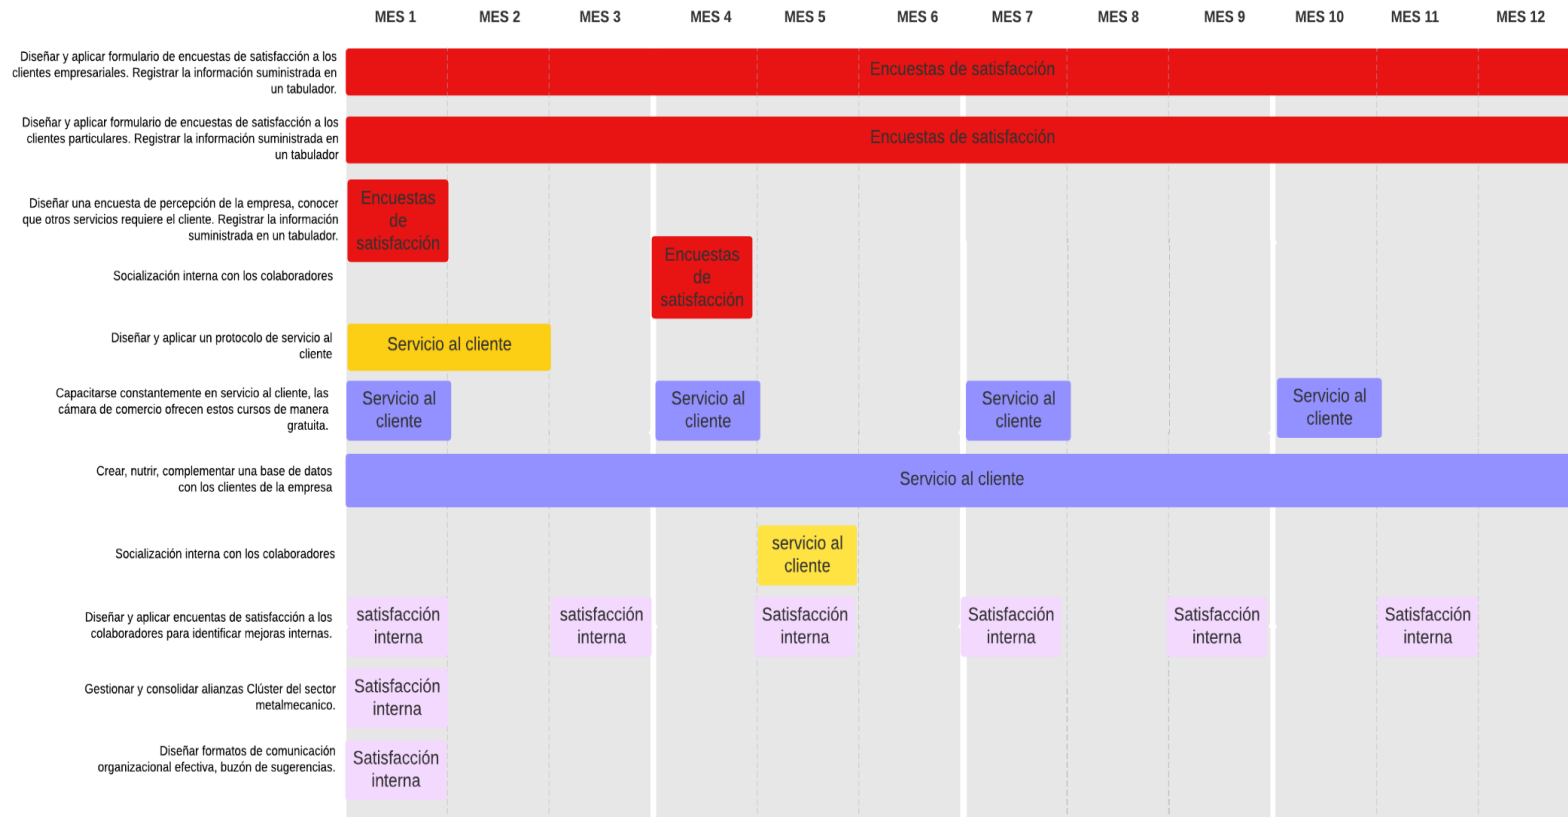 MES 1 MES 2 MES 3 MES 4 MES 5 MES 6 MES 7 MES 8 MES 9 MES 10 MES 11 MES 12
Diseñar y aplicar formulario de encuestas de satisfacción a los
clientes empresariales. Registrar la información suministrada en
un tabulador.
Encuestas de satisfacción
Diseñar y aplicar formulario de encuestas de satisfacción a los
clientes particulares. Registrar la información suministrada en
un tabulador
Encuestas de satisfacción
Diseñar una encuesta de percepción de la empresa, conocer
que otros servicios requiere el cliente. Registrar la información
suministrada en un tabulador.
Encuestas
de
satisfacción
Socialización interna con los colaboradores
Encuestas
de
satisfacción
Diseñar y aplicar un protocolo de servicio al
cliente
Servicio al cliente
Capacitarse constantemente en servicio al cliente, las
cámara de comercio ofrecen estos cursos de manera
gratuita.
Servicio al
cliente
Servicio al
cliente
Servicio al
cliente
Servicio al
cliente
Crear, nutrir, complementar una base de datos
con los clientes de la empresa
Servicio al cliente
Socialización interna con los colaboradores
servicio al
cliente
Diseñar y aplicar encuentas de satisfacción a los
colaboradores para identificar mejoras internas.
satisfacción
interna
satisfacción
interna
Satisfacción
interna
Satisfacción
interna
Satisfacción
interna
Satisfacción
interna
Gestionar y consolidar alianzas Clúster del sector
metalmecanico.
Satisfacción
interna
Diseñar formatos de comunicación
organizacional efectiva, buzón de sugerencias.
Satisfacción
interna